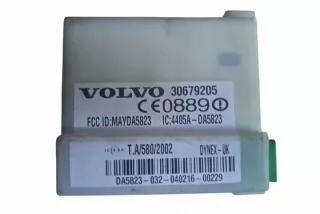 VOLVO 30679205
CE0889
FCC ID:MAYDA5823 IC:4405A-DA5823
T.A/580/2002 DYNEX-UK
DA5823-032-040216-00229